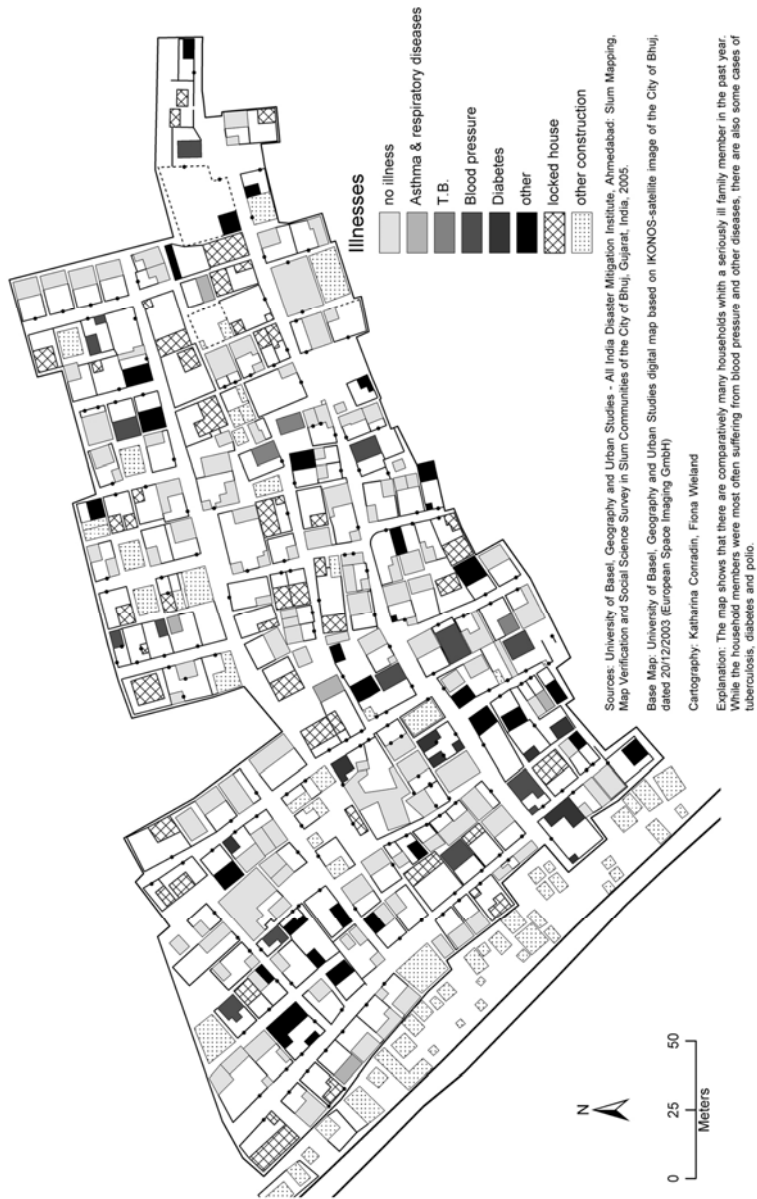 Illnesses
no illness
Asthma & respiratory diseases
T.B.
Blood pressure
Diabetes
other
locked house
other construction
Sources: University of Basel, Geography and Urban Studies - All India Disaster Mitigation Institute, Ahmedabad: Slum Mapping,
Map Verification and Social Science Survey in Slum Communities of the City of Bhuj, Gujarat, India, 2005.
Base Map: University of Basel, Geography and Urban Studies digital map based on IKONOS-satellite image of the City of Bhuj,
dated 20/12/2003 (European Space Imaging GmbH)
Cartography: Katharina Conradin, Fiona Wieland
Explanation: The map shows that there are comparatively many households whith a seriously ill family member in the past year.
While the household members were most often suffering from blood pressure and other diseases, there are also some cases of
tuberculosis, diabetes and polio.
N
0 25 50
Meters